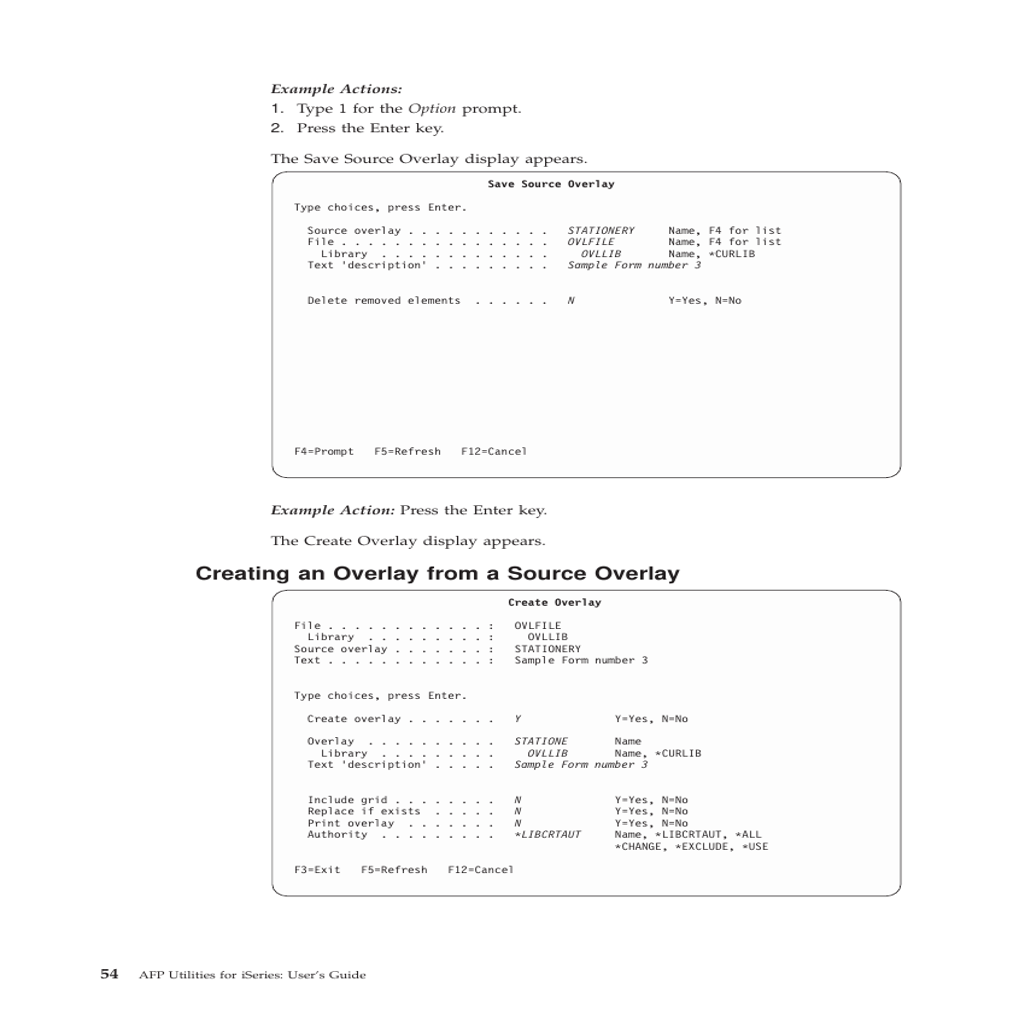 Example Actions:
1. Type 1 for the Option prompt.
2. Press the Enter key.
The Save Source Overlay display appears.
Save Source Overlay
Type choices, press Enter.
Source overlay . . . . . . . . . . . STATIONERY Name, F4 for list
File . . . . . . . . . . . . . . . . OVLFILE Name, F4 for list
Library . . . . . . . . . . . . . OVLLIB Name, *CURLIB
Text 'description' . . . . . . . . . Sample Form number 3
Delete removed elements . . . . . . N Y=Yes, N=No
F4=Prompt F5=Refresh F12=Cancel
Example Action: Press the Enter key.
The Create Overlay display appears.
Creating an Overlay from a Source Overlay
Create Overlay
File . . . . . . . . . . . . : OVLFILE
Library . . . . . . . . . : OVLLIB
Source overlay . . . . . . . : STATIONERY
Text . . . . . . . . . . . . : Sample Form number 3
Type choices, press Enter.
Create overlay . . . . . . . Y Y=Yes, N=No
Overlay . . . . . . . . . . STATIONE Name
Library . . . . . . . . . OVLLIB Name, *CURLIB
Text 'description' . . . . . Sample Form number 3
Include grid . . . . . . . . N Y=Yes, N=No
Replace if exists . . . . . N Y=Yes, N=No
Print overlay . . . . . . . N Y=Yes, N=No
Authority . . . . . . . . . *LIBCRTAUT Name, *LIBCRTAUT, *ALL
*CHANGE, *EXCLUDE, *USE
F3=Exit F5=Refresh F12=Cancel
54 AFP Utilities for iSeries: User's Guide